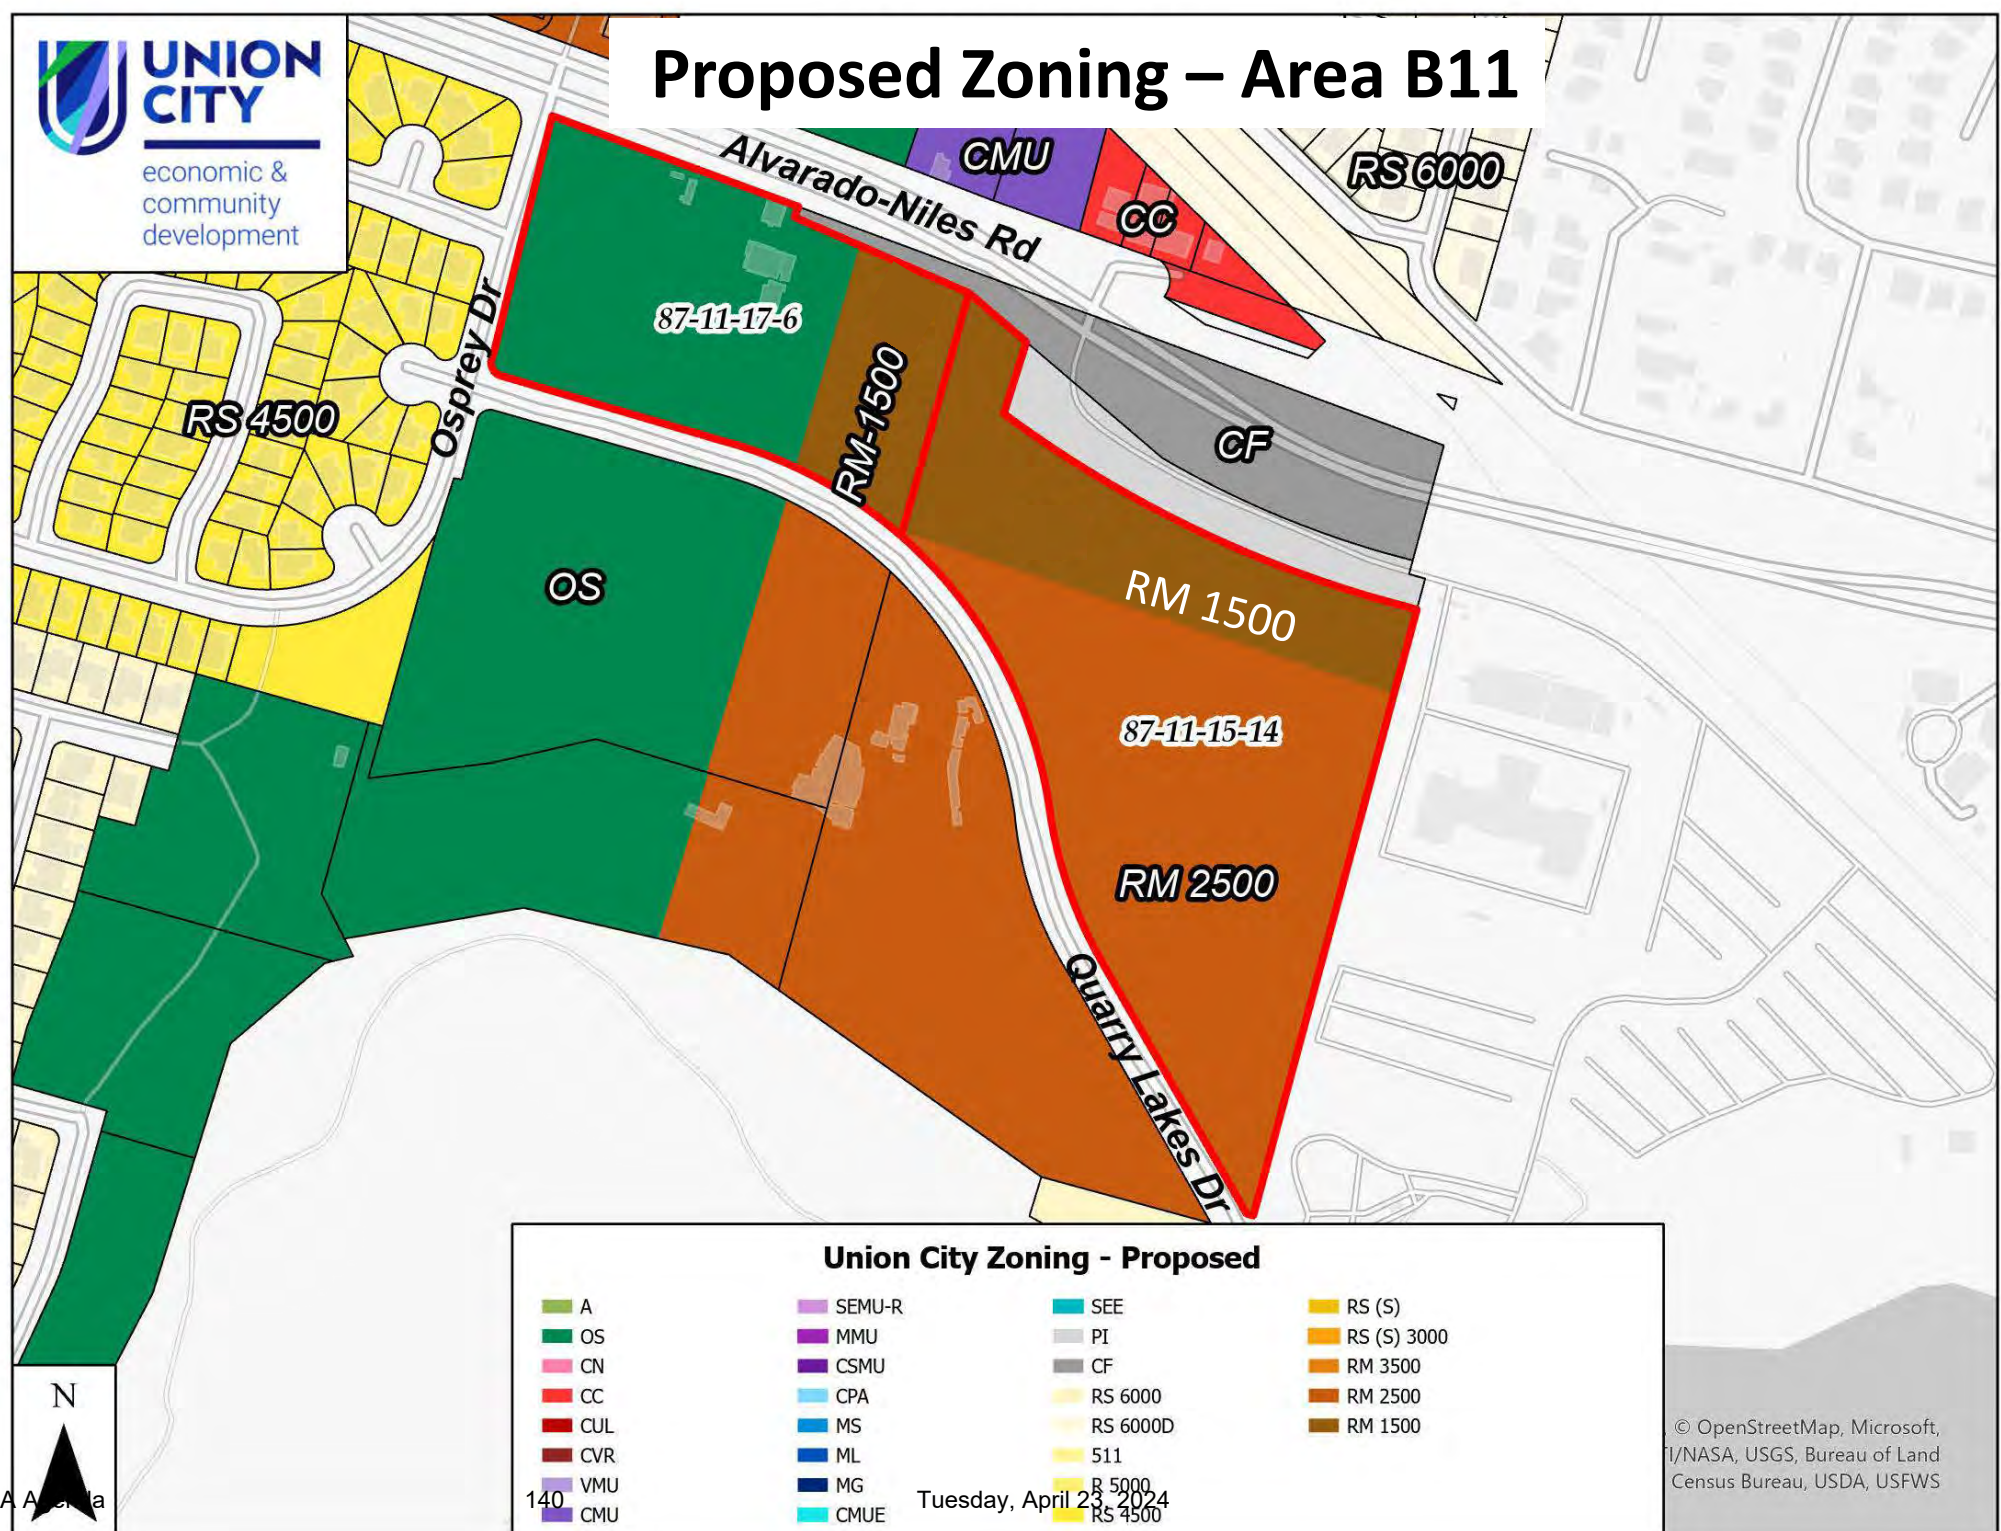 UNION
CITY
economic &
community
development
Proposed Zoning – Area B11
Alvarado-Niles Rd
CMU
CC
RS 6000
Osprey Dr
87-11-17-6
RM-1500
RS 4500
CF
OS
RM 1500
87-11-15-14
RM 2500
Quarry Lakes Dr
Union City Zoning - Proposed
A
OS
CN
CC
CUL
CVR
VMU
CMU
SEMU-R
MMU
CSMU
CPA
MS
ML
MG
CMUE
SEE
PI
CF
RS 6000
RS 6000D
511
R 5000
RS 4500
RS (S)
RS (S) 3000
RM 3500
RM 2500
RM 1500
N
© OpenStreetMap, Microsoft,
I/NASA, USGS, Bureau of Land
Census Bureau, USDA, USFWS
140
Tuesday, April 23, 2024